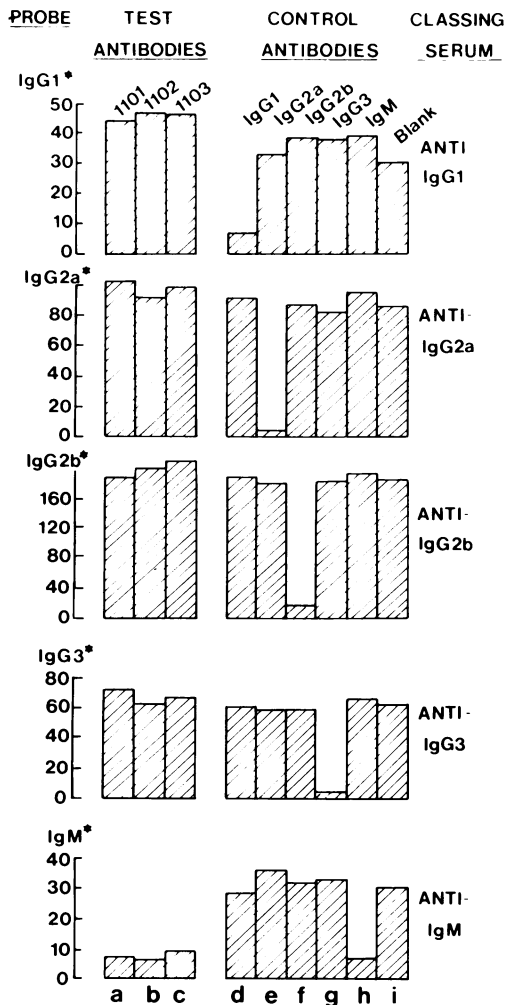 PROBE TEST CONTROL CLASSING
ANTIBODIES ANTIBODIES SERUM
IgG1*
1101 1102 1103 IgG1 IgG2a IgG2b IgG3 IgM Blank
50
40
30
20
10
0
ANTI
IgG1
IgG2a*
80
60
40
20
0
ANTI-
IgG2a
IgG2b*
160
120
80
40
0
ANTI-
IgG2b
IgG3*
80
60
40
20
0
ANTI-
IgG3
IgM*
40
30
20
10
0
ANTI-
IgM
a b c d e f g h i